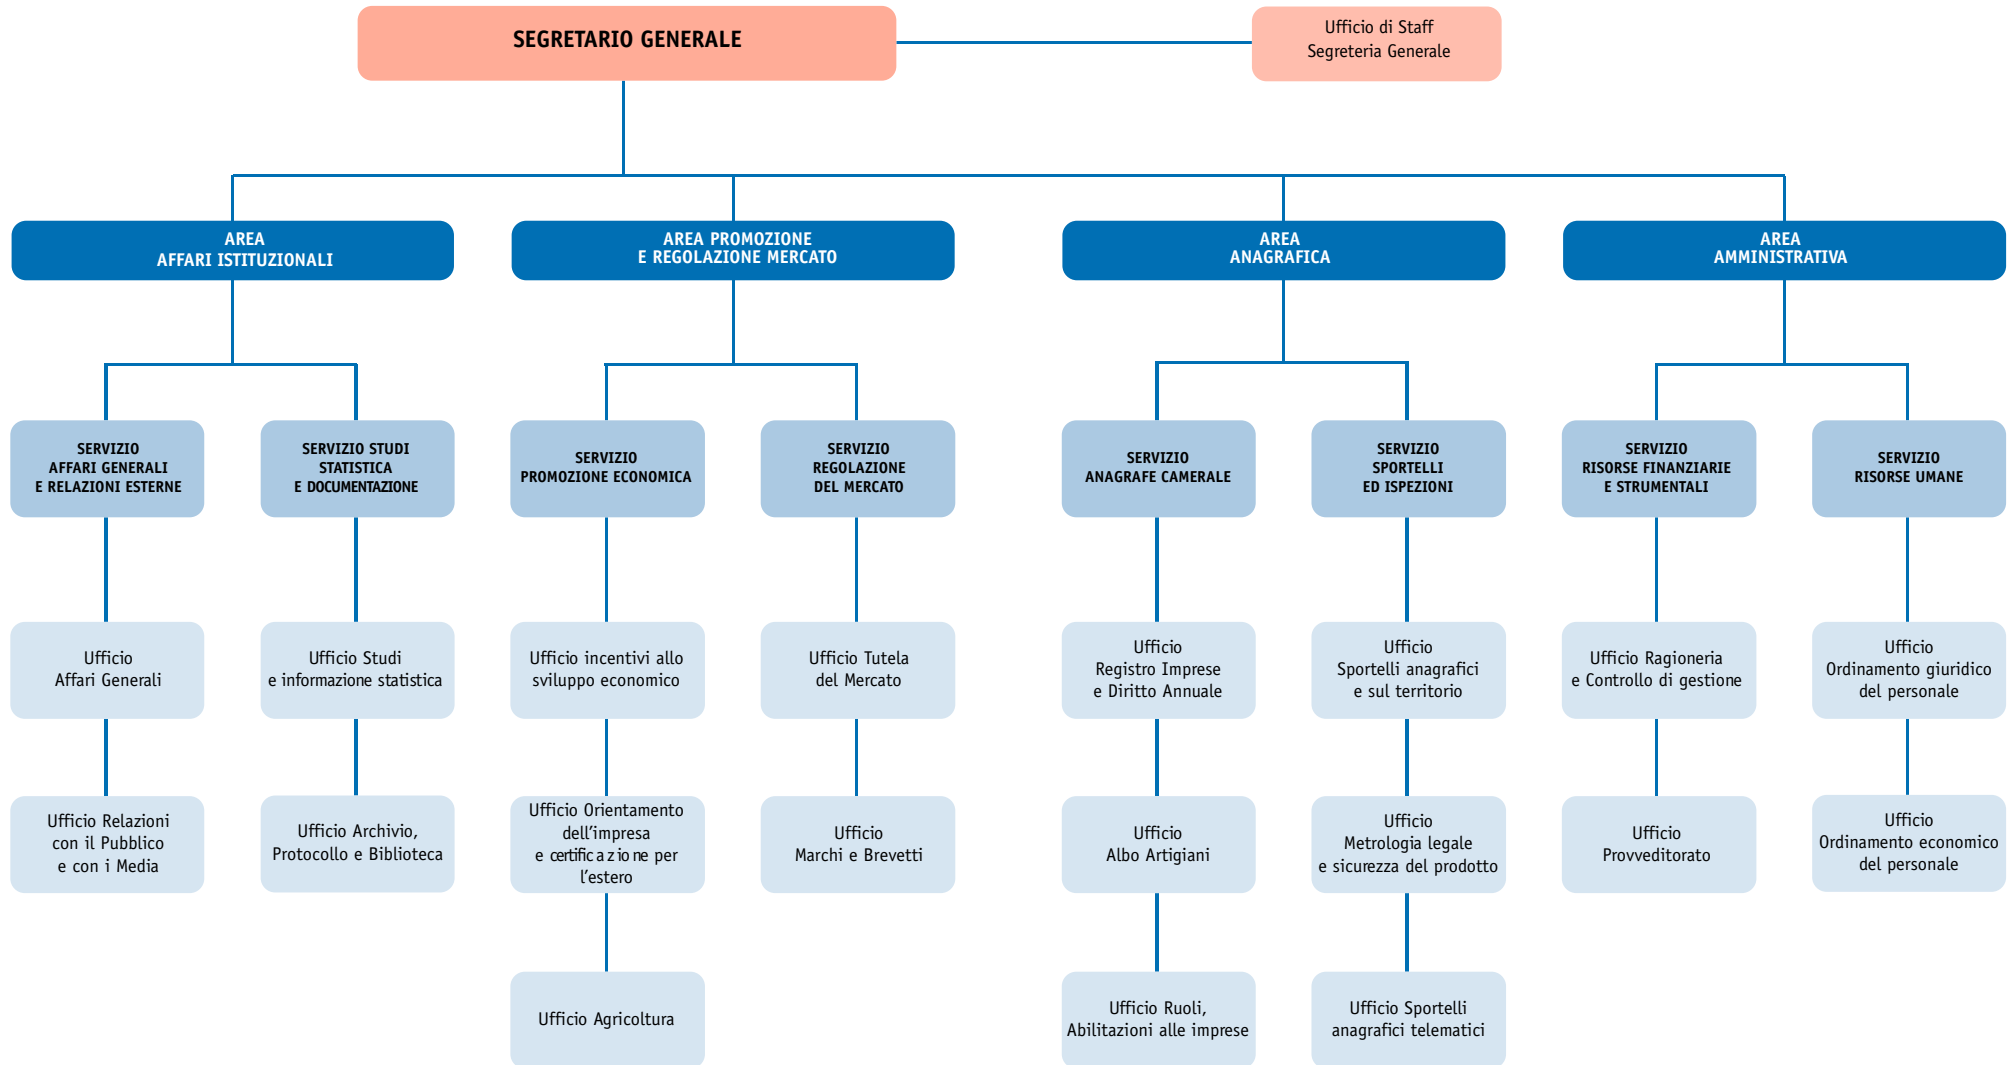 SEGRETARIO GENERALE
Ufficio di Staff
Segreteria Generale
AREA
AFFARI ISTITUZIONALI
AREA PROMOZIONE
E REGOLAZIONE MERCATO
AREA
ANAGRAFICA
AREA
AMMINISTRATIVA
SERVIZIO
AFFARI GENERALI
E RELAZIONI ESTERNE
SERVIZIO STUDI
STATISTICA
E DOCUMENTAZIONE
SERVIZIO
PROMOZIONE ECONOMICA
SERVIZIO
REGOLAZIONE
DEL MERCATO
SERVIZIO
ANAGRAFE CAMERALE
SERVIZIO
SPORTELLI
ED ISPEZIONI
SERVIZIO
RISORSE FINANZIARIE
E STRUMENTALI
SERVIZIO
RISORSE UMANE
Ufficio
Affari Generali
Ufficio Studi
e informazione statistica
Ufficio incentivi allo
sviluppo economico
Ufficio Tutela
del Mercato
Ufficio
Registro Imprese
e Diritto Annuale
Ufficio
Sportelli anagrafici
e sul territorio
Ufficio Ragioneria
e Controllo di gestione
Ufficio
Ordinamento giuridico
del personale
Ufficio Relazioni
con il Pubblico
e con i Media
Ufficio Archivio,
Protocollo e Biblioteca
Ufficio Orientamento
dell'impresa
e certificazione per
l'estero
Ufficio
Marchi e Brevetti
Ufficio
Albo Artigiani
Ufficio
Metrologia legale
e sicurezza del prodotto
Ufficio
Provveditorato
Ufficio
Ordinamento economico
del personale
Ufficio Agricoltura
Ufficio Ruoli,
Abilitazioni alle imprese
Ufficio Sportelli
anagrafici telematici